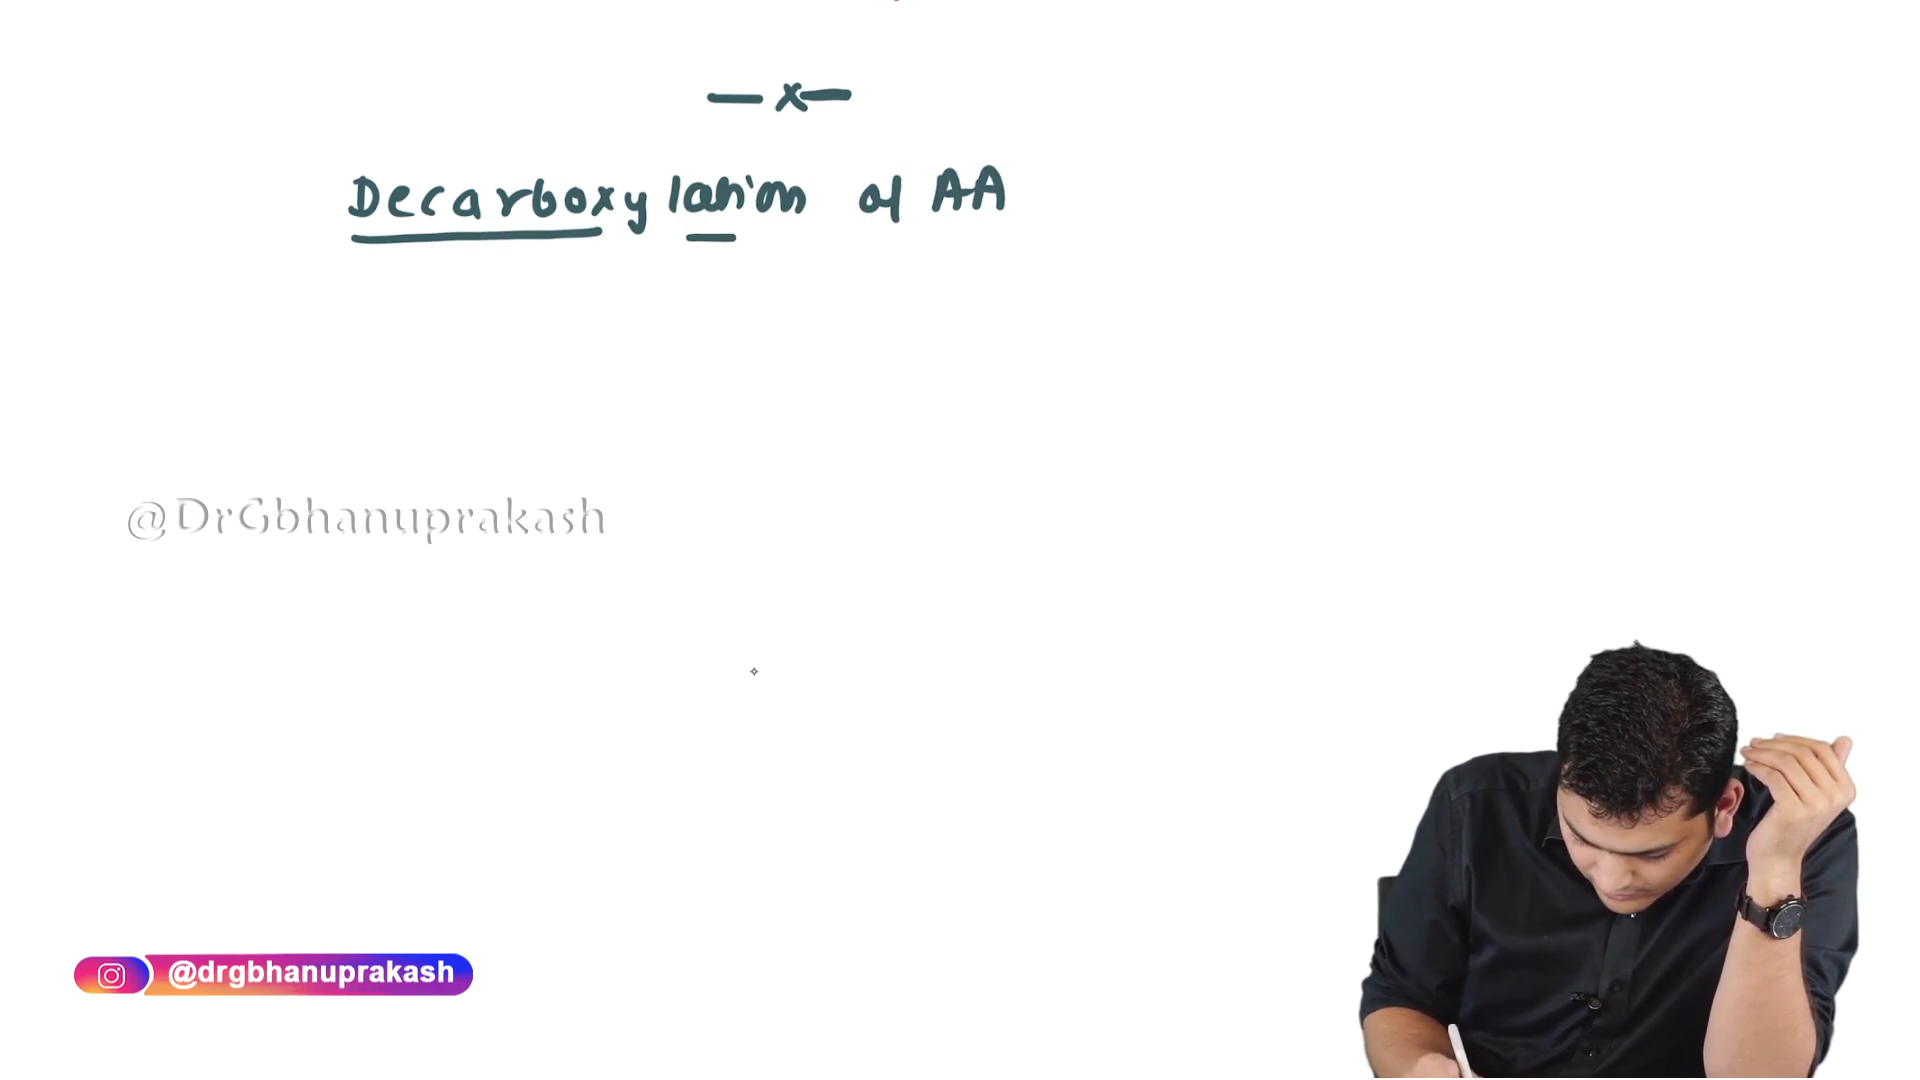 — x —
Decarboxylation of AA
@DrGbhanuprakash
@drgbhanuprakash